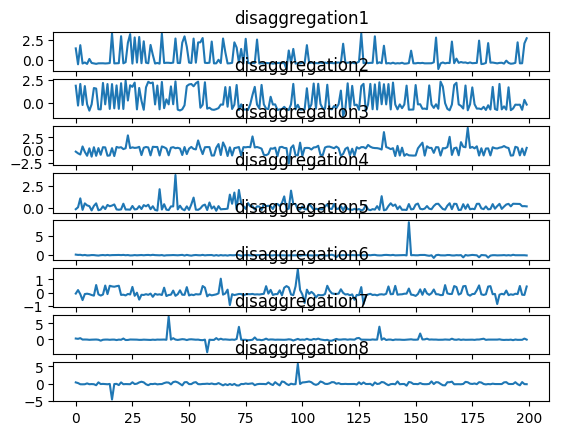 disaggregation1
2.5
0.0
disaggregation2
2.5
0.0
disaggregation3
2.5
0.0
−2.5
disaggregation4
2.5
0.0
disaggregation5
5
0
disaggregation6
1
0
−1
disaggregation7
5
0
disaggregation8
5
0
−5
0 25 50 75 100 125 150 175 200